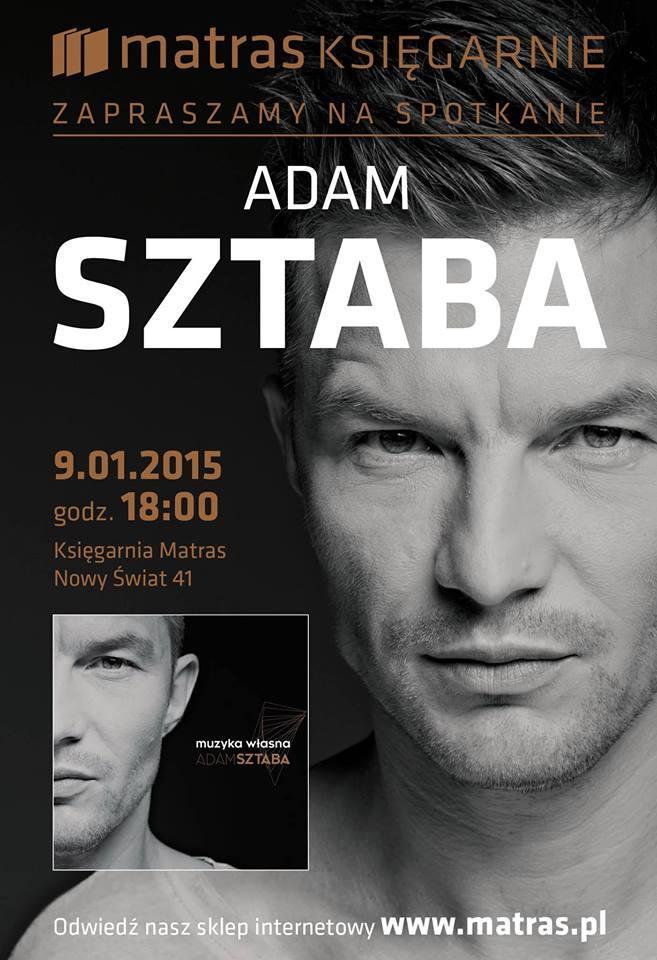 matras KSIĘGARNIE
ZAPRASZAMY NA SPOTKANIE
ADAM
SZTABA
9.01.2015
godz. 18:00
Księgarnia Matras
Nowy Świat 41
muzyka własna
ADAMSZTABA
Odwiedź nasz sklep internetowy www.matras.pl